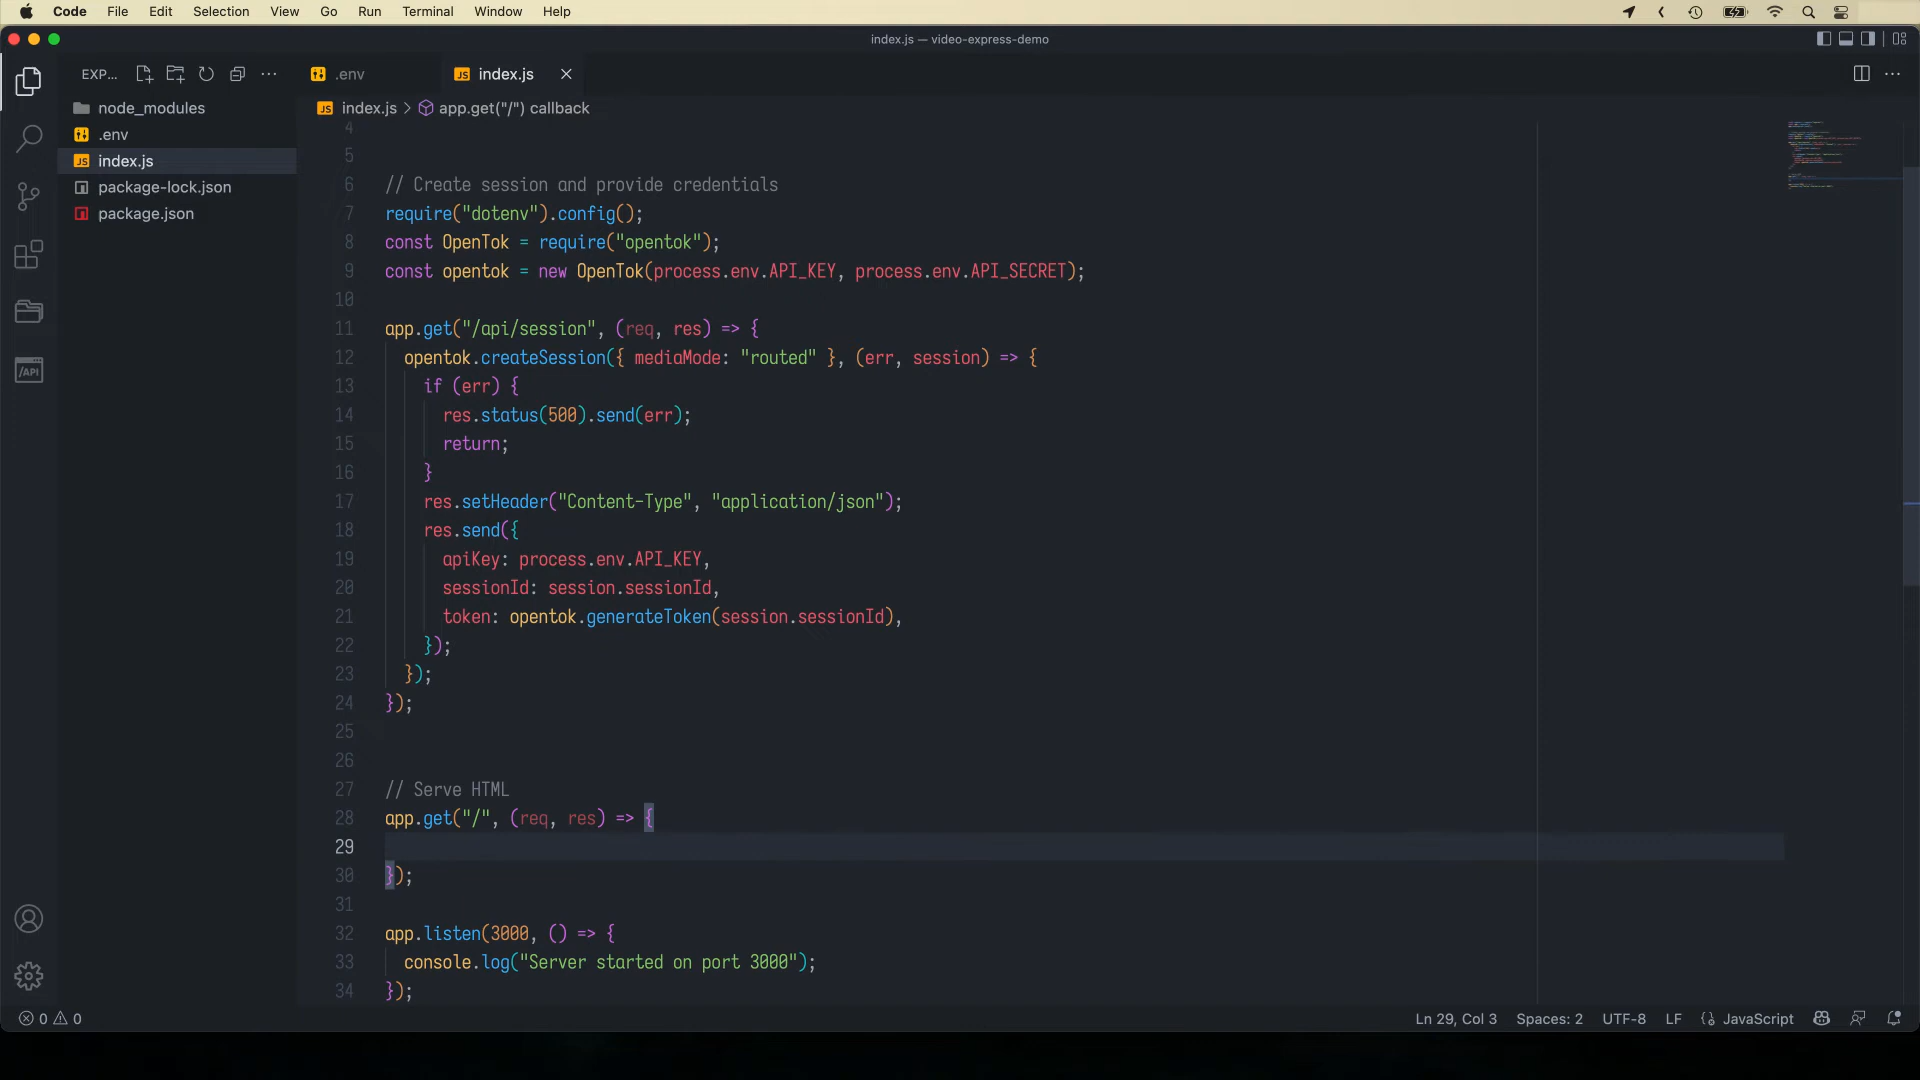 Code File Edit Selection View Go Run Terminal Window Help
index.js — video-express-demo
EXP...
.env
index.js
node_modules
.env
index.js
package-lock.json
package.json
index.js > app.get("/") callback
4
5
6 // Create session and provide credentials
7 require("dotenv").config();
8 const OpenTok = require("opentok");
9 const opentok = new OpenTok(process.env.API_KEY, process.env.API_SECRET);
10
11 app.get("/api/session", (req, res) => {
12 opentok.createSession({ mediaMode: "routed" }, (err, session) => {
13 if (err) {
14 res.status(500).send(err);
15 return;
16 }
17 res.setHeader("Content-Type", "application/json");
18 res.send({
19 apiKey: process.env.API_KEY,
20 sessionId: session.sessionId,
21 token: opentok.generateToken(session.sessionId),
22 });
23 });
24 });
25
26
27 // Serve HTML
28 app.get("/", (req, res) => {
29
30 });
31
32 app.listen(3000, () => {
33 console.log("Server started on port 3000");
34 });
/API
0 0
Ln 29, Col 3 Spaces: 2 UTF-8 LF {} JavaScript